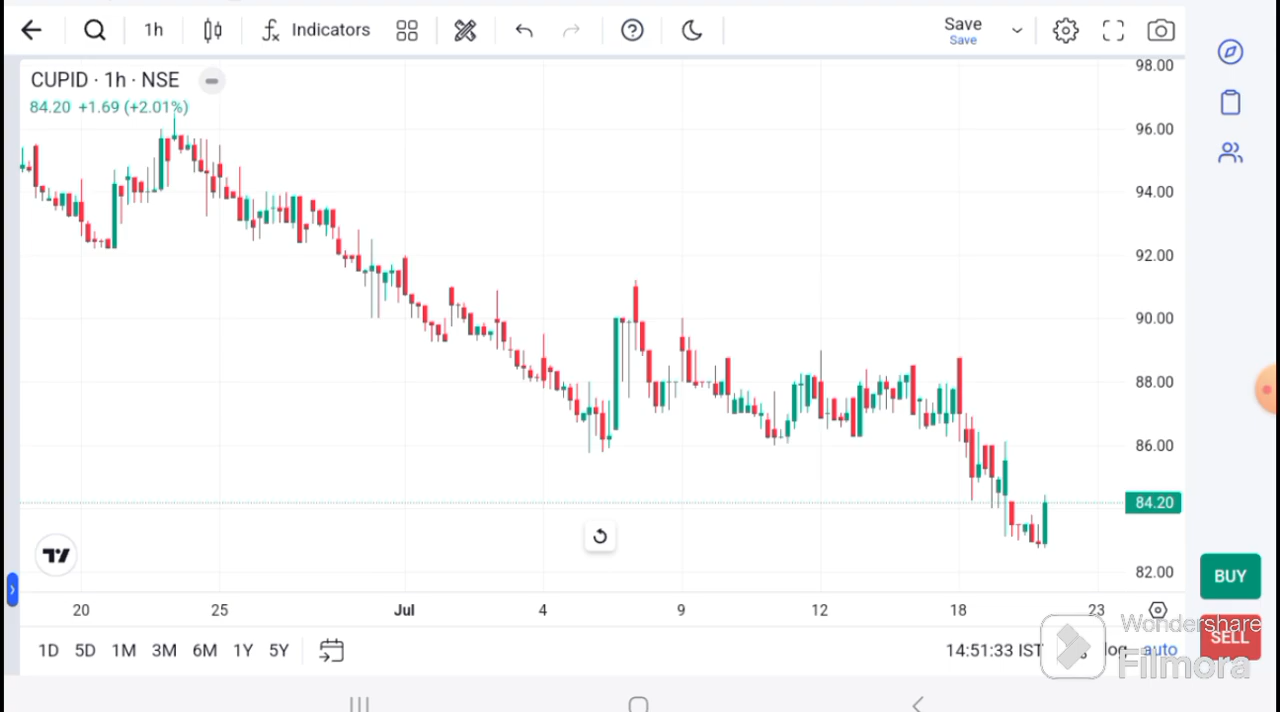 1h
Indicators
Save
Save
CUPID · 1h · NSE
84.20 +1.69 (+2.01%)
98.00
96.00
94.00
92.00
90.00
88.00
86.00
84.20
82.00
BUY
SELL
20 25 Jul 4 9 12 18 23
1D 5D 1M 3M 6M 1Y 5Y
14:51:33 IST
log auto
Wondershare
Filmora